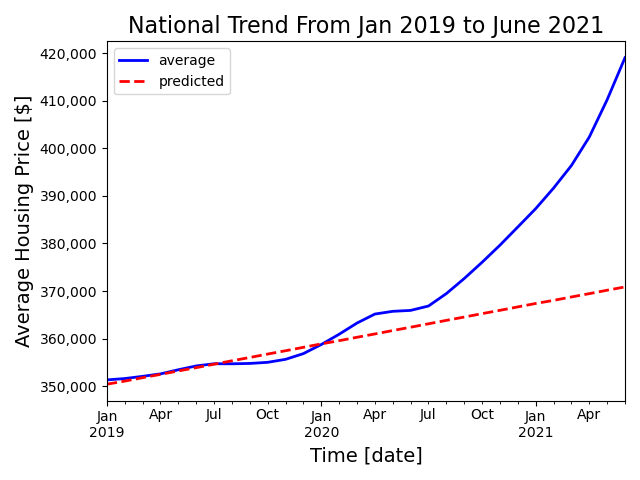 National Trend From Jan 2019 to June 2021
average
predicted
420,000
410,000
400,000
390,000
380,000
370,000
360,000
350,000
Average Housing Price [$]
Jan Apr Jul Oct Jan Apr Jul Oct Jan Apr
2019 2020 2021
Time [date]